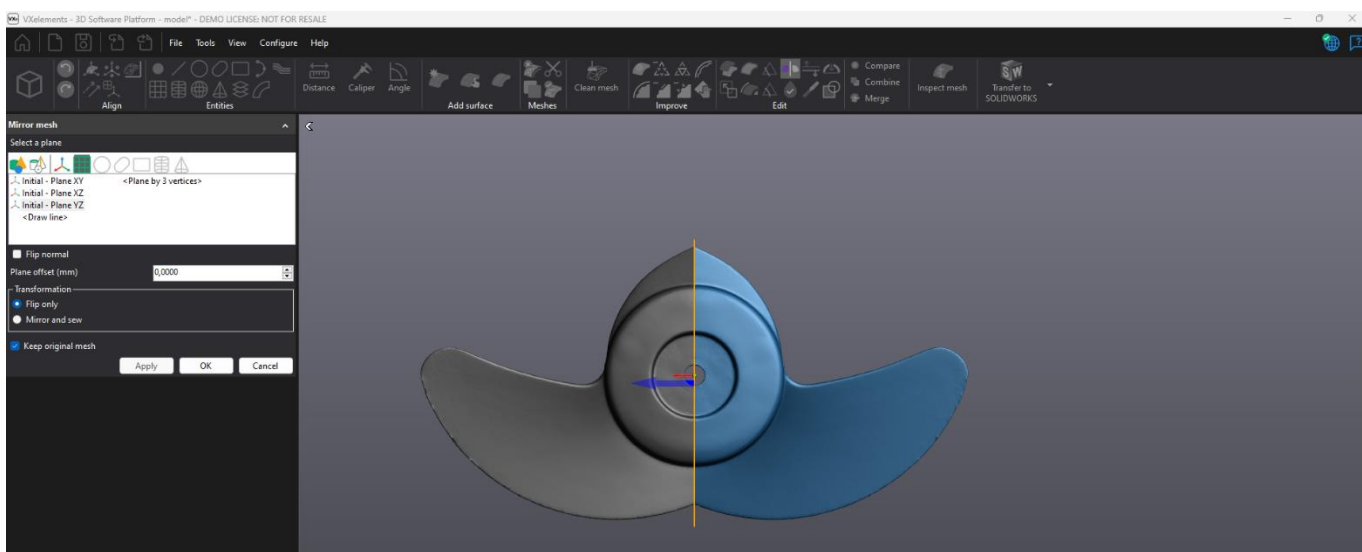 VXelements - 3D Software Platform - model* - DEMO LICENSE: NOT FOR RESALE
File Tools View Configure Help
Distance Caliper Angle Clean mesh Compare Combine Merge Inspect mesh Transfer to SOLIDWORKS
Align Entities Add surface Meshes Improve Edit
Mirror mesh
Select a plane
Initial - Plane XY <Plane by 3 vertices>
Initial - Plane XZ
Initial - Plane YZ
<Draw line>
Flip normal
Plane offset (mm) 0,0000
Transformation
Flip only
Mirror and sew
Keep original mesh
Apply OK Cancel